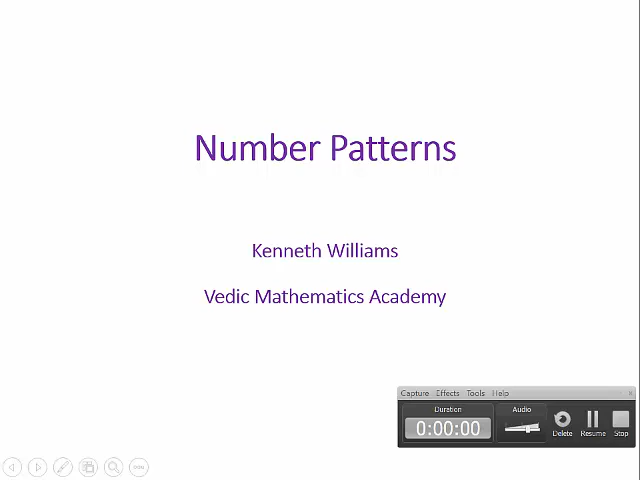 Number Patterns
Kenneth Williams
Vedic Mathematics Academy
Capture Effects Tools Help
Duration
Audio
0:00:00
Delete Resume Stop